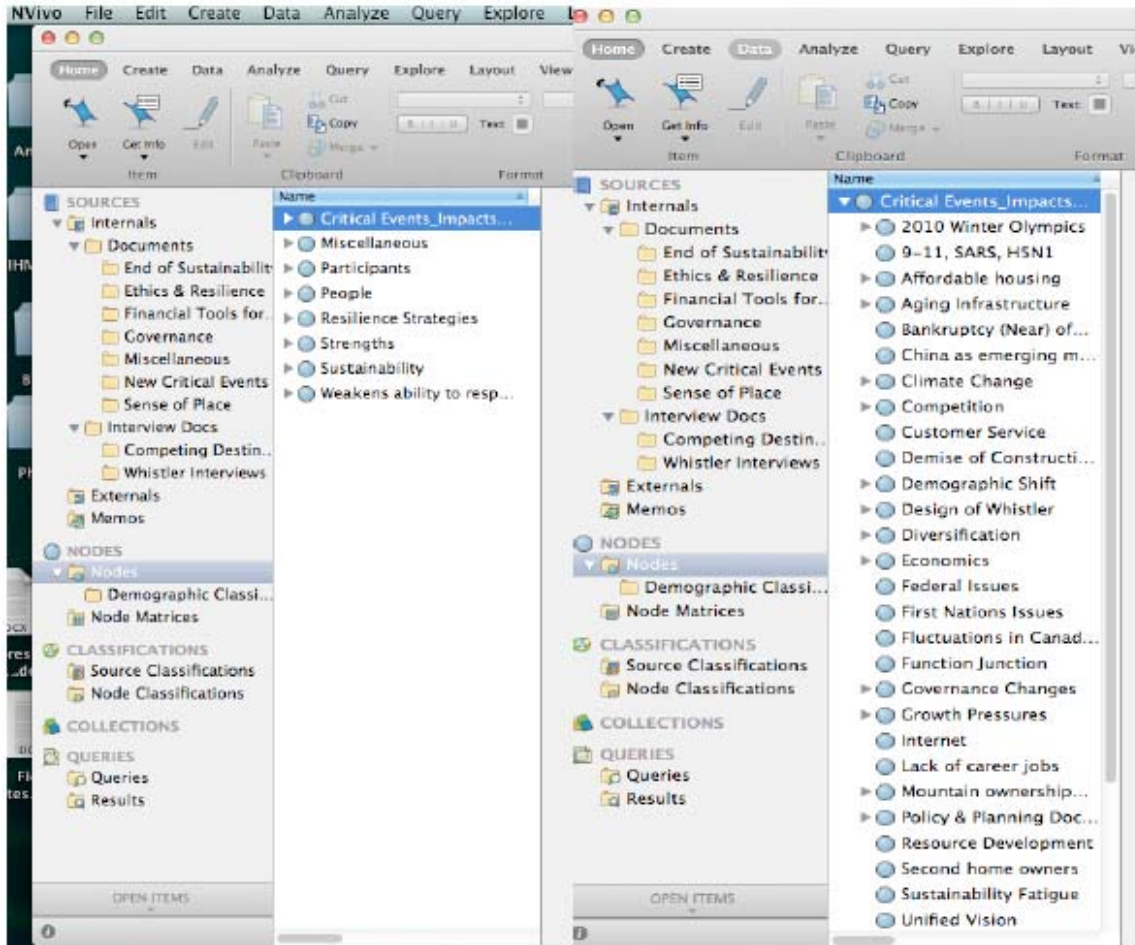 NVivo File Edit Create Data Analyze Query Explore
Home Create Data Analyze Query Explore Layout View
Cut
Copy
Merge
Open Get Info Edit Paste
B I U Text
Item Clipboard Format
SOURCES
Internals
Documents
End of Sustainabilit
Ethics & Resilience
Financial Tools for...
Governance
Miscellaneous
New Critical Events
Sense of Place
Interview Docs
Competing Destin...
Whistler Interviews
Externals
Memos
NODES
Nodes
Demographic Classi...
Node Matrices
CLASSIFICATIONS
Source Classifications
Node Classifications
COLLECTIONS
QUERIES
Queries
Results
OPEN ITEMS
Name
Critical Events_Impacts...
Miscellaneous
Participants
People
Resilience Strategies
Strengths
Sustainability
Weakens ability to resp...
Home Create Data Analyze Query Explore Layout Vi
Cut
Copy
Merge
Open Get Info Edit Paste
B I U Text
Item Clipboard Format
SOURCES
Internals
Documents
End of Sustainabilit
Ethics & Resilience
Financial Tools for...
Governance
Miscellaneous
New Critical Events
Sense of Place
Interview Docs
Competing Destin...
Whistler Interviews
Externals
Memos
NODES
Nodes
Demographic Classi...
Node Matrices
CLASSIFICATIONS
Source Classifications
Node Classifications
COLLECTIONS
QUERIES
Queries
Results
OPEN ITEMS
Name
Critical Events_Impacts...
2010 Winter Olympics
9-11, SARS, H5N1
Affordable housing
Aging Infrastructure
Bankruptcy (Near) of...
China as emerging m...
Climate Change
Competition
Customer Service
Demise of Constructi...
Demographic Shift
Design of Whistler
Diversification
Economics
Federal Issues
First Nations Issues
Fluctuations in Canad...
Function Junction
Governance Changes
Growth Pressures
Internet
Lack of career jobs
Mountain ownership...
Policy & Planning Doc...
Resource Development
Second home owners
Sustainability Fatigue
Unified Vision